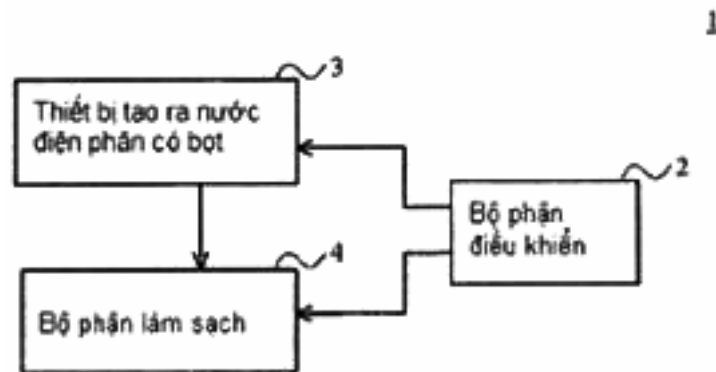 1
3
Thiết bị tạo ra nước
điện phân có bọt
2
Bộ phận
điều khiển
4
Bộ phận làm sạch